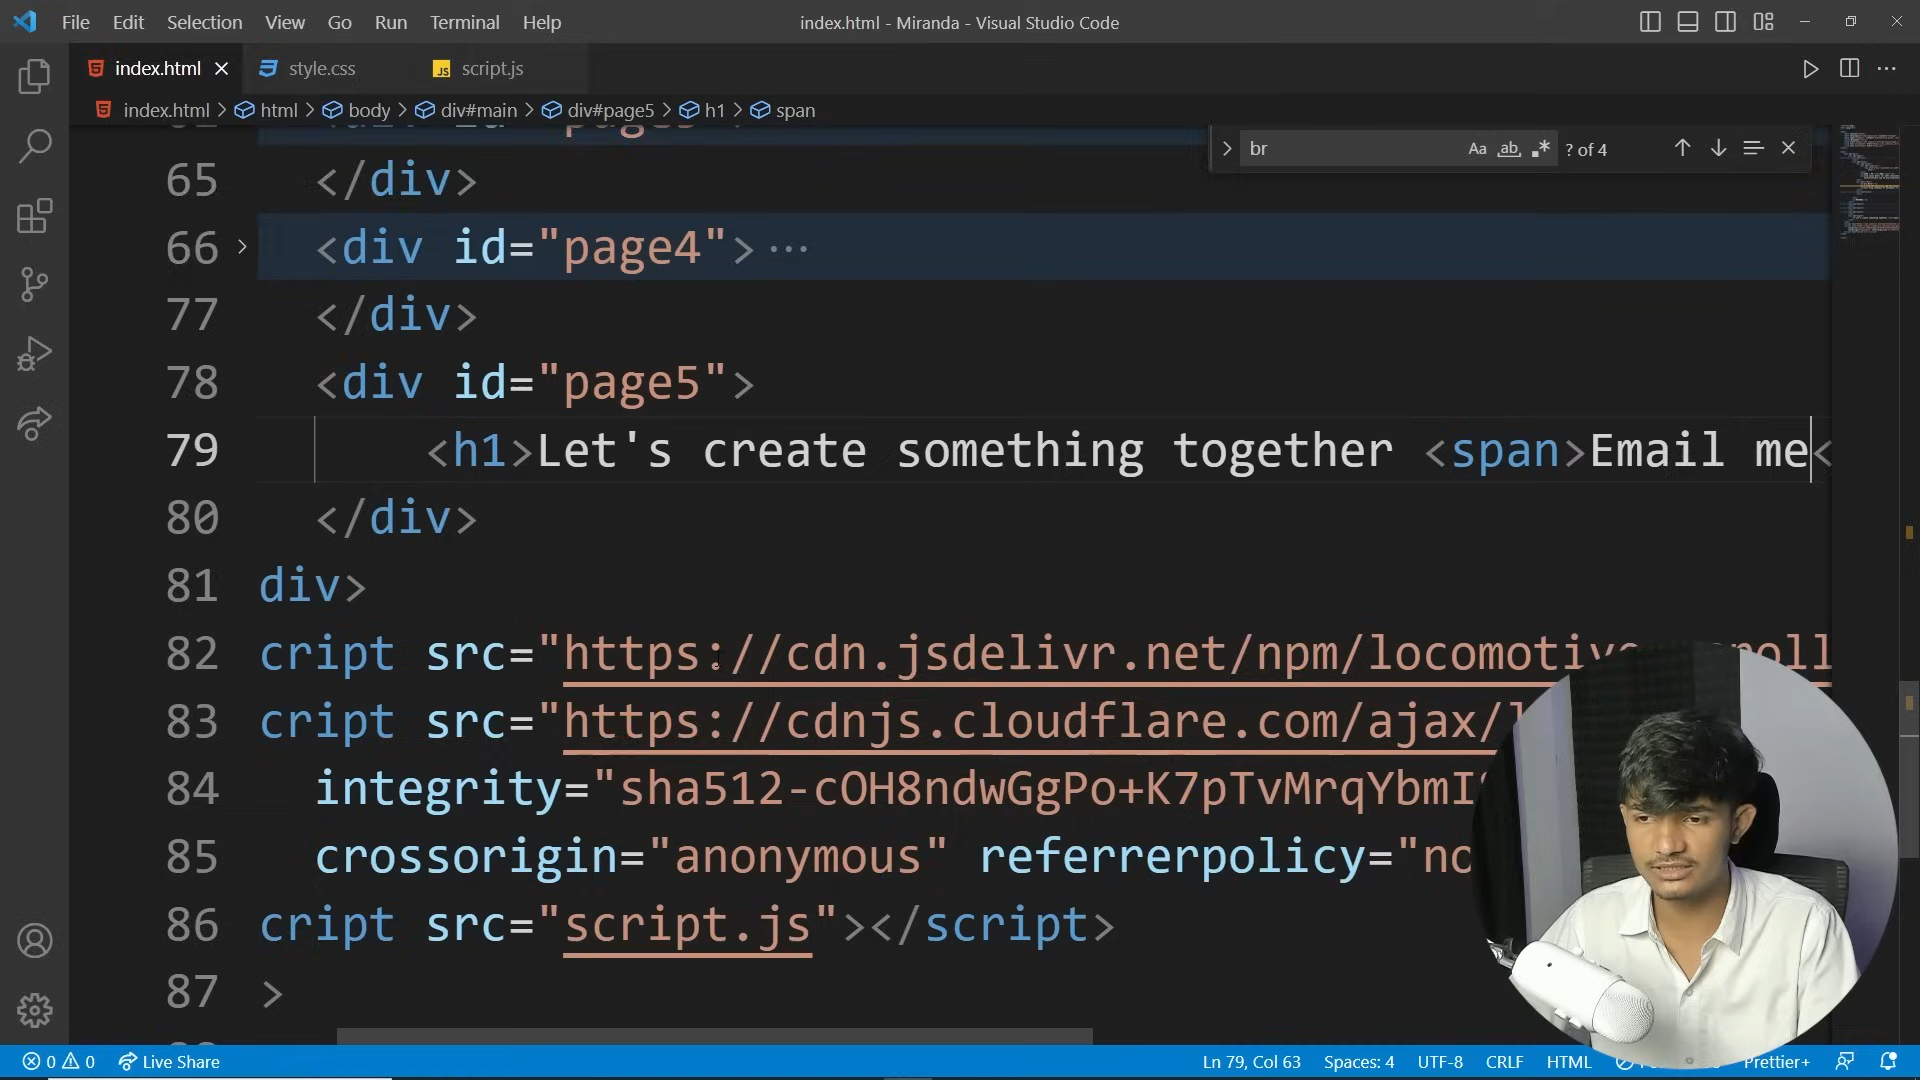 File Edit Selection View Go Run Terminal Help
index.html - Miranda - Visual Studio Code
index.html style.css JS script.js
index.html > html > body > div#main > div#page5 > h1 > span
br Aa ab ? of 4
65 </div>
66 <div id="page4"> ...
77 </div>
78 <div id="page5">
79 <h1>Let's create something together <span>Email me<
80 </div>
81 div>
82 cript src="https://cdn.jsdelivr.net/npm/locomotive
83 cript src="https://cdnjs.cloudflare.com/ajax/
84 integrity="sha512-cOH8ndwGgPo+K7pTvMrqYbmI
85 crossorigin="anonymous" referrerpolicy="no
86 cript src="script.js"></script>
87 >
0 0 Live Share
Ln 79, Col 63 Spaces: 4 UTF-8 CRLF HTML Prettier+